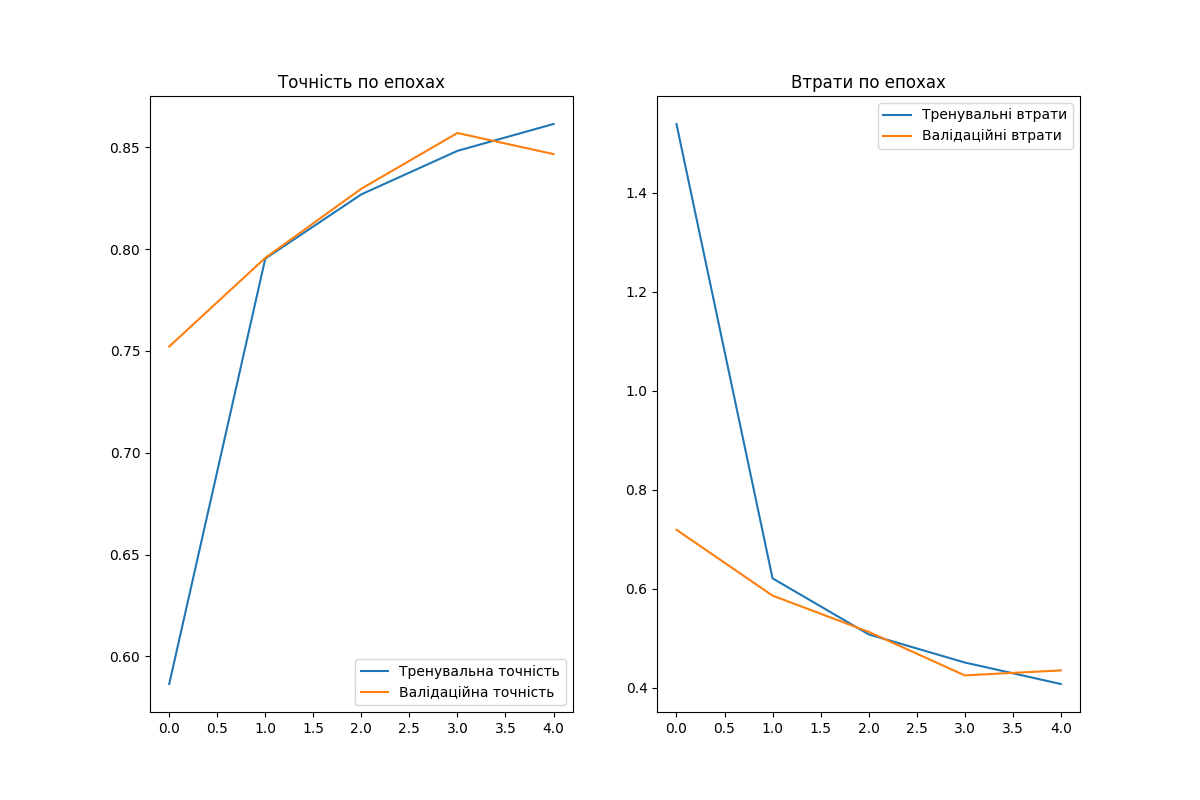 Точність по епохах
0.85
0.80
0.75
0.70
0.65
0.60
Тренувальна точність
Валідаційна точність
0.0 0.5 1.0 1.5 2.0 2.5 3.0 3.5 4.0
Втрати по епохах
Тренувальні втрати
Валідаційні втрати
1.4
1.2
1.0
0.8
0.6
0.4
0.0 0.5 1.0 1.5 2.0 2.5 3.0 3.5 4.0